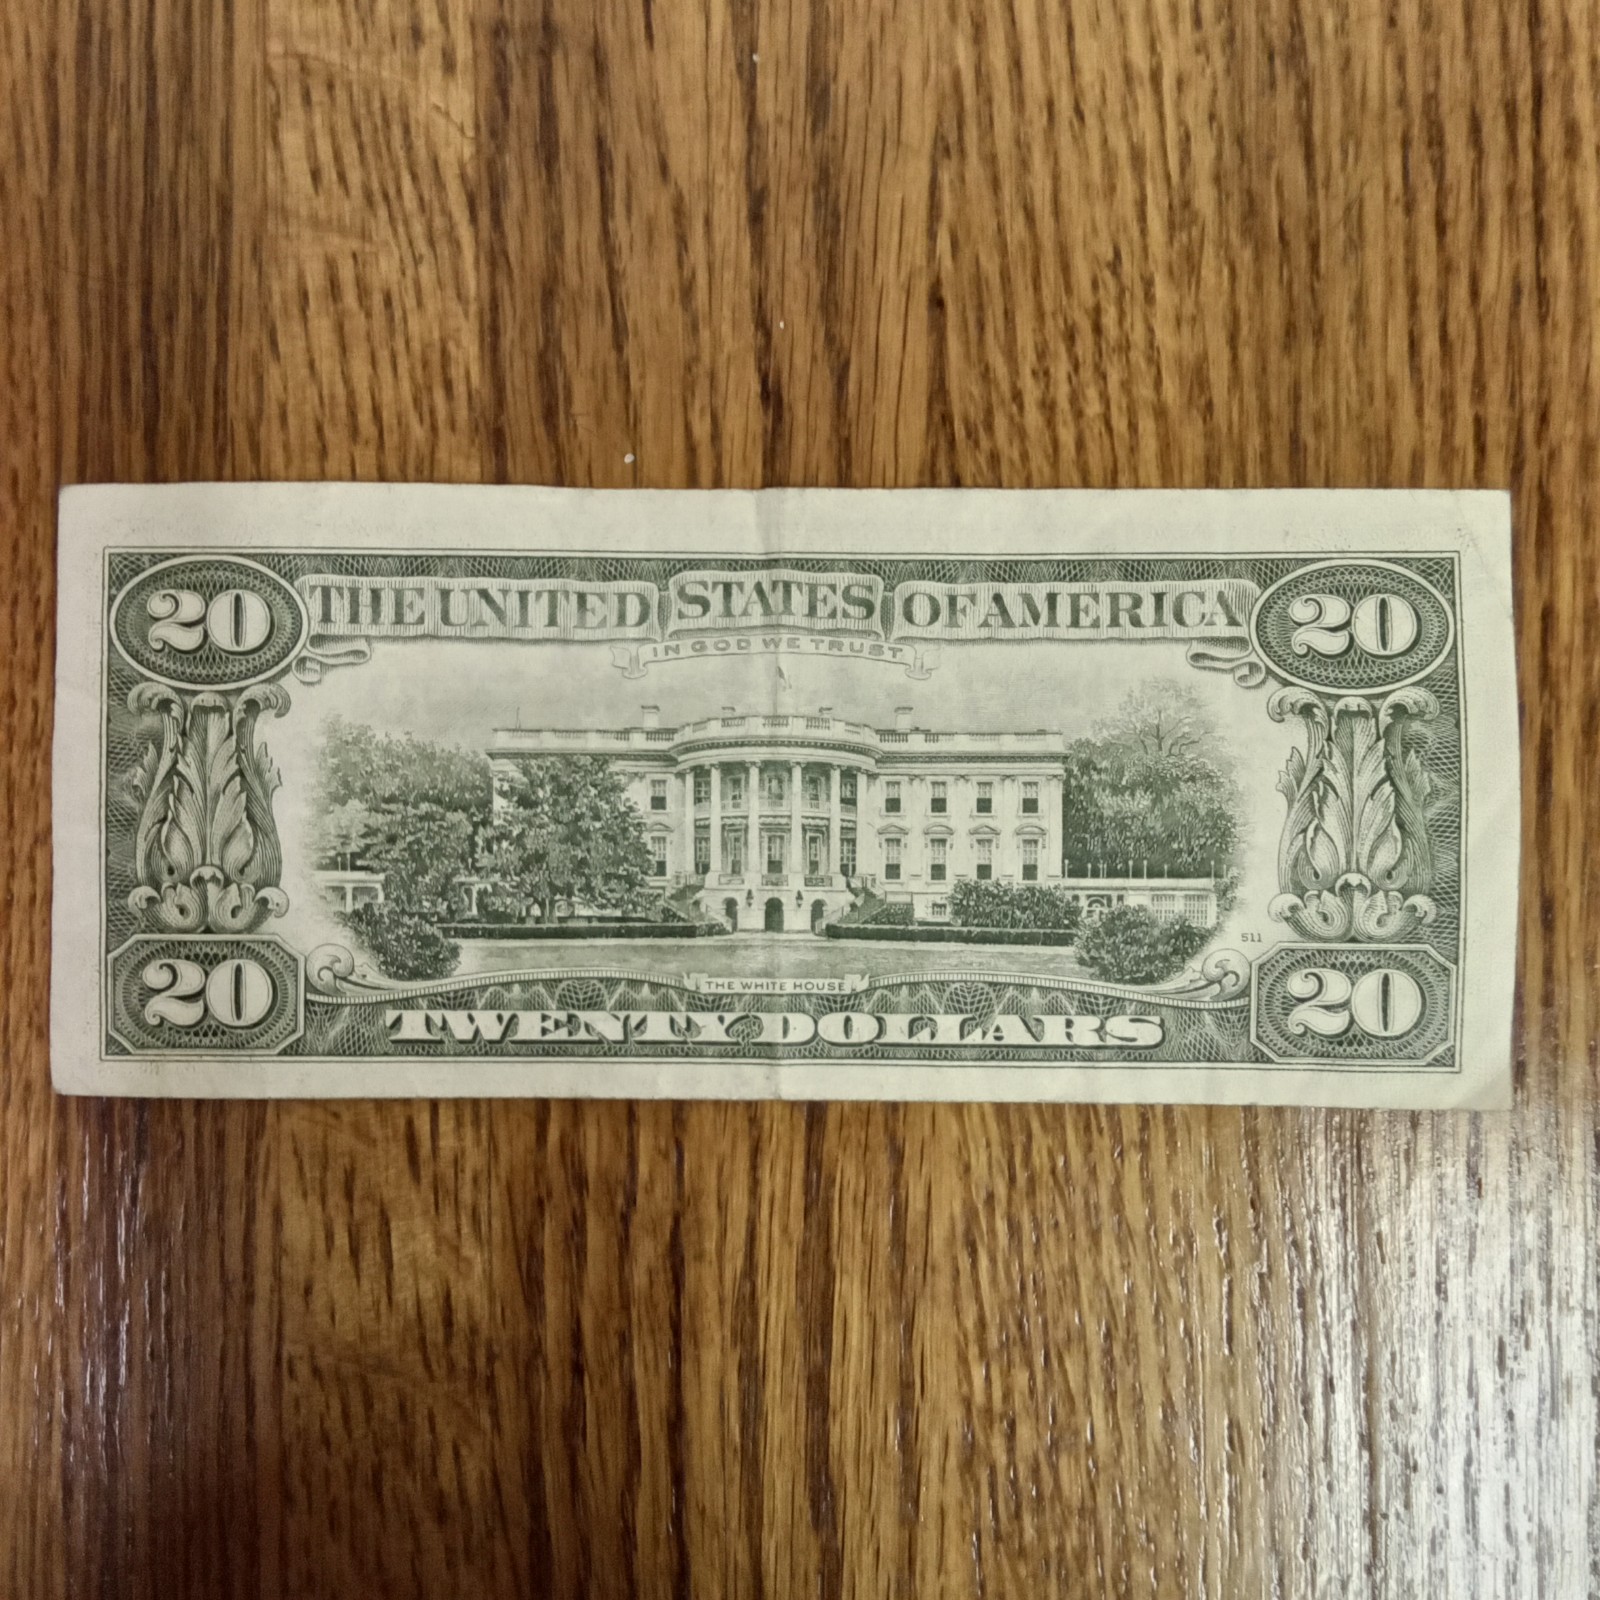 20 THE UNITED STATES OF AMERICA 20
IN GOD WE TRUST
511
THE WHITE HOUSE
20 TWENTY DOLLARS 20